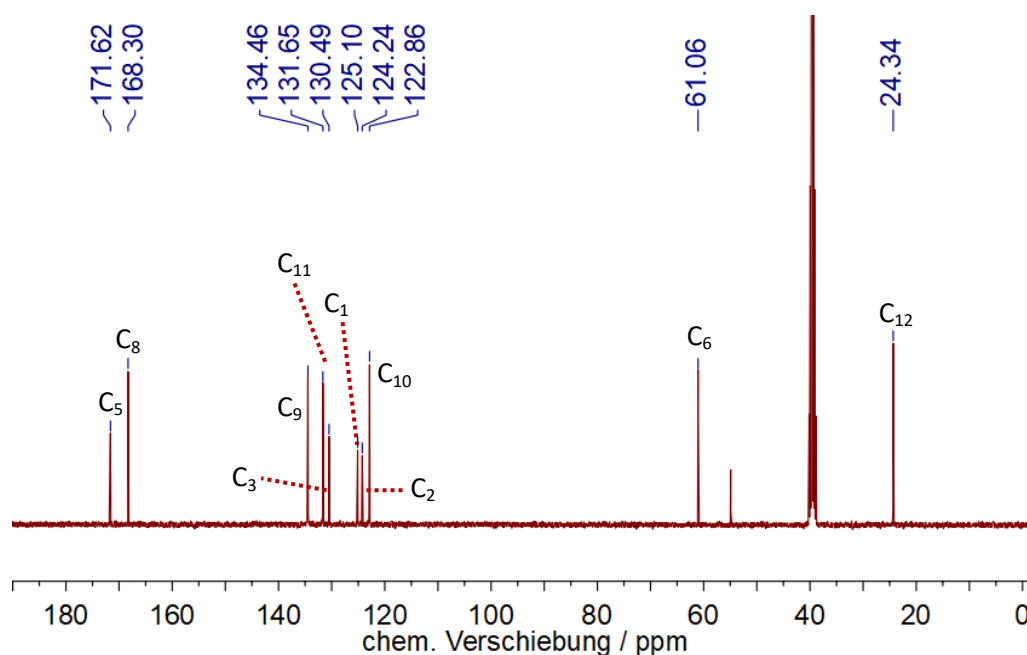 171.62
168.30
134.46
131.65
130.49
125.10
124.24
122.86
61.06
24.34
C₁₁
C₁
C₈
C₅
C₉
C₁₀
C₃
C₂
C₆
C₁₂
180 160 140 120 100 80 60 40 20 0
chem. Verschiebung / ppm